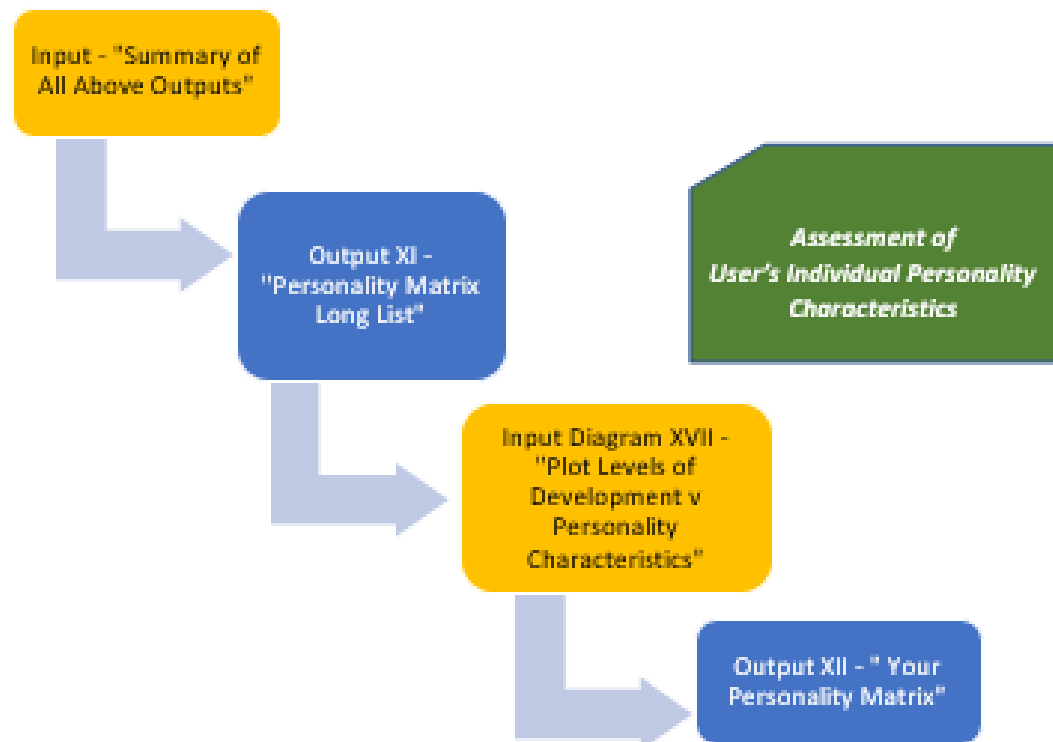 Input - "Summary of
All Above Outputs"
Output XI -
"Personality Matrix
Long List"
Assessment of
User's Individual Personality
Characteristics
Input Diagram XVII -
"Plot Levels of
Development v
Personality
Characteristics"
Output XII - " Your
Personality Matrix"